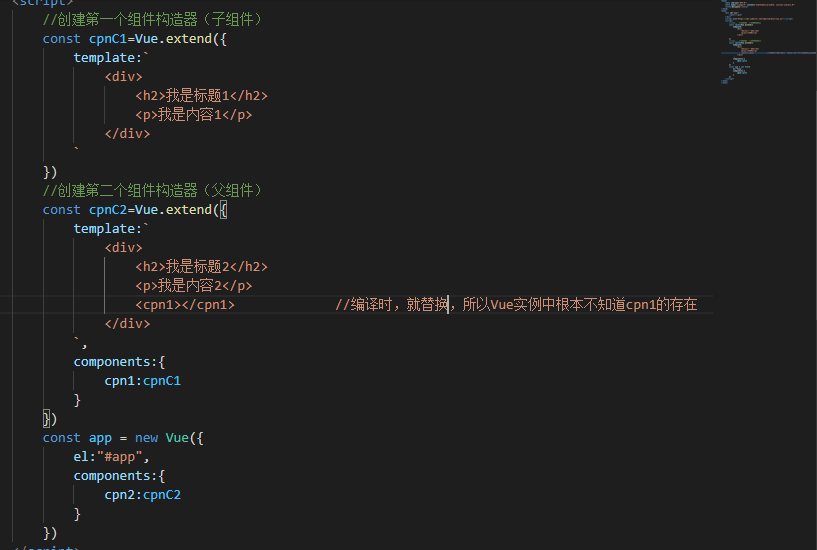 <script>
//创建第一个组件构造器（子组件）
const cpnC1=Vue.extend({
template:`
<div>
<h2>我是标题1</h2>
<p>我是内容1</p>
</div>
`
})
//创建第二个组件构造器（父组件）
const cpnC2=Vue.extend({
template:`
<div>
<h2>我是标题2</h2>
<p>我是内容2</p>
<cpn1></cpn1> //编译时，就替换，所以Vue实例中根本不知道cpn1的存在
</div>
`,
components:{
cpn1:cpnC1
}
})
const app = new Vue({
el:"#app",
components:{
cpn2:cpnC2
}
})
</script>